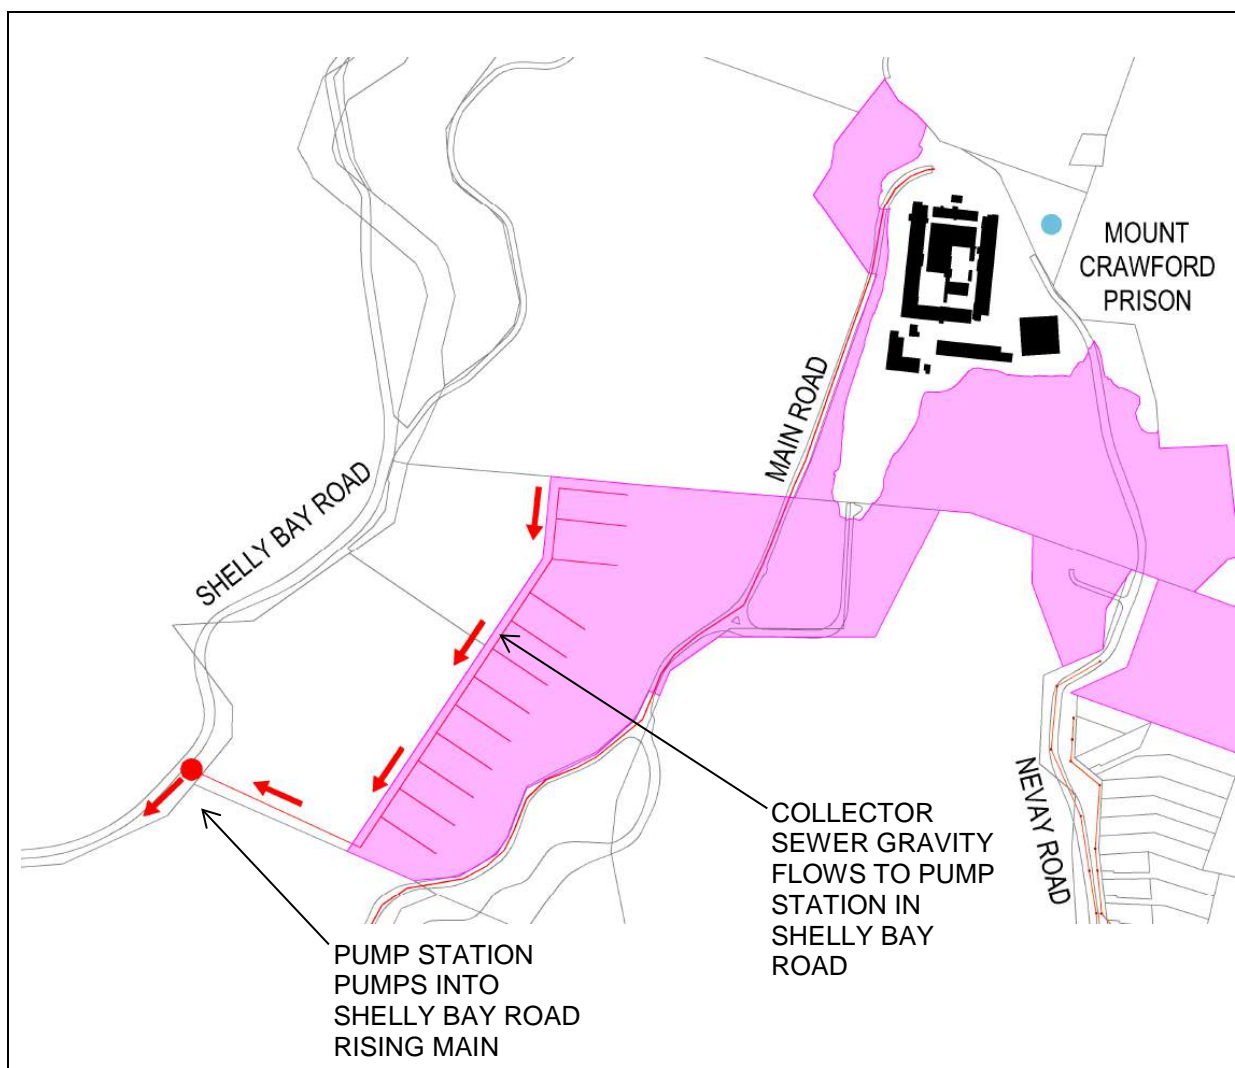 MOUNT
CRAWFORD
PRISON
MAIN ROAD
SHELLY BAY ROAD
NEVAY ROAD
COLLECTOR
SEWER GRAVITY
FLOWS TO PUMP
STATION IN
SHELLY BAY
ROAD
PUMP STATION
PUMPS INTO
SHELLY BAY ROAD
RISING MAIN